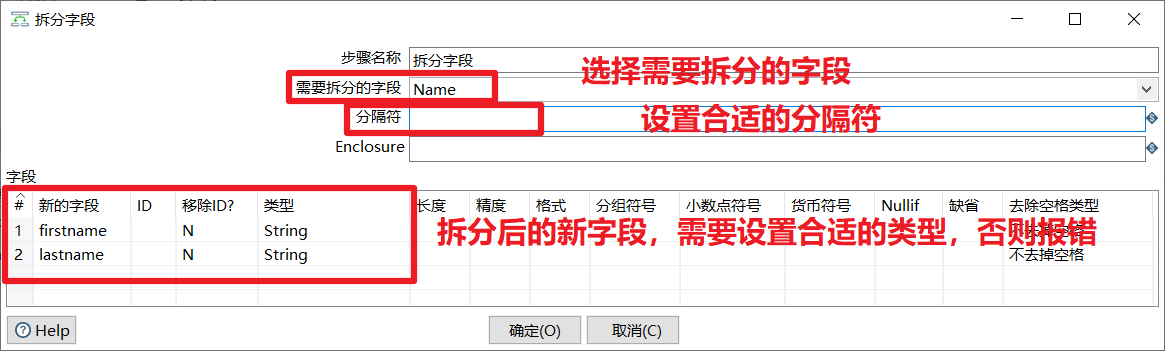 拆分字段
步骤名称 拆分字段
选择需要拆分的字段
需要拆分的字段 Name
分隔符
设置合适的分隔符
Enclosure
字段
# 新的字段 ID 移除ID? 类型 长度 精度 格式 分组符号 小数点符号 货币符号 Nullif 缺省 去除空格类型
1 firstname N String 不去掉空格
拆分后的新字段，需要设置合适的类型，否则报错
2 lastname N String 不去掉空格
Help 确定(O) 取消(C)